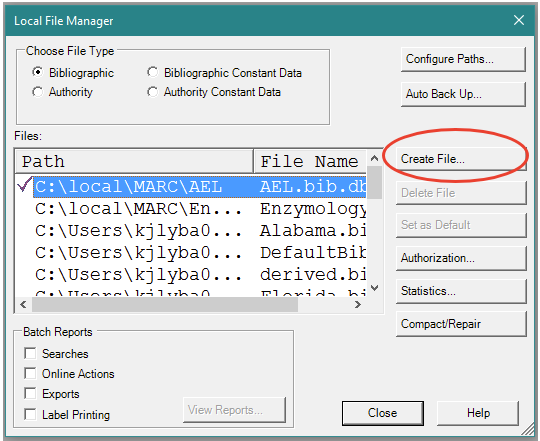 Local File Manager
Choose File Type
Bibliographic
Bibliographic Constant Data
Authority
Authority Constant Data
Configure Paths...
Auto Back Up...
Files:
Path File Name
C:\local\MARC\AEL AEL.bib.db
C:\local\MARC\En... Enzymology
C:\Users\kjlyba0... Alabama.bi
C:\Users\kjlyba0... DefaultBib
C:\Users\kjlyba0... derived.bi
C:\Users\kjlyba0... Florida.bi
Create File...
Delete File
Set as Default
Authorization...
Statistics...
Compact/Repair
Batch Reports
Searches
Online Actions
Exports
Label Printing
View Reports...
Close
Help